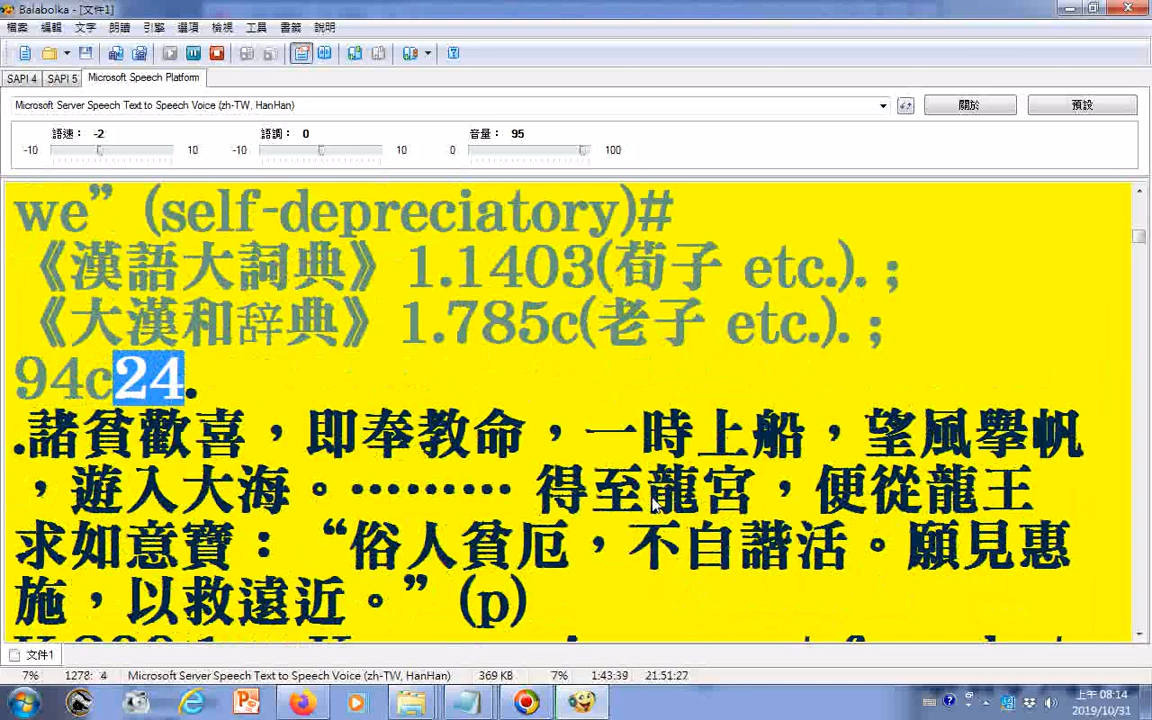 Balabolka - [文件1]
檔案 編輯 文字 朗讀 引擎 選項 檢視 工具 書籤 說明
SAPI 4 SAPI 5 Microsoft Speech Platform
Microsoft Server Speech Text to Speech Voice (zh-TW, HanHan) 關於 預設
語速： -2 語調： 0 音量： 95
-10 10 -10 10 0 100
we” (self-depreciatory)#
《漢語大詞典》 1.1403(荀子 etc.). ;
《大漢和辞典》 1.785c(老子 etc.). ;
94c24.
.諸貧歡喜，即奉教命，一時上船，望風舉帆
，遊入大海。……… 得至龍宮，便從龍王
求如意寶：“俗人貧厄，不自諧活。願見惠
施，以救遠近。” (p)
文件1
7% 1278: 4 Microsoft Server Speech Text to Speech Voice (zh-TW, HanHan) 369 KB 7% 1:43:39 21.51:27
上午 08:14
2019/10/31